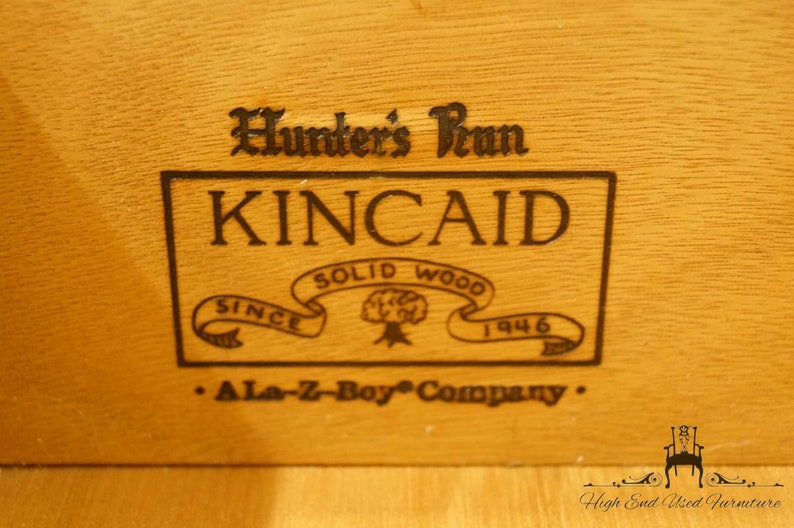 Hunter's Run
KINCAID
SOLID WOOD
SINCE
1946
• A La-Z-Boy® Company •
High End Used Furniture